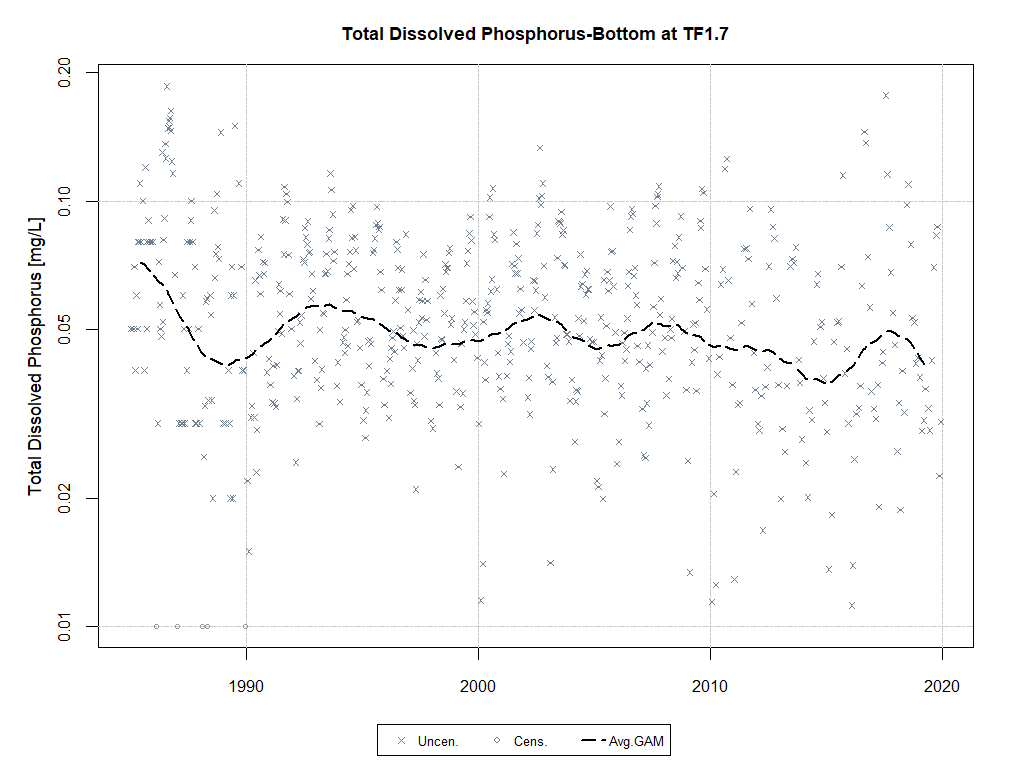 Total Dissolved Phosphorus-Bottom at TF1.7
Total Dissolved Phosphorus [mg/L]
0.20
0.10
0.05
0.02
0.01
1990 2000 2010 2020
Uncen. Cens. Avg.GAM